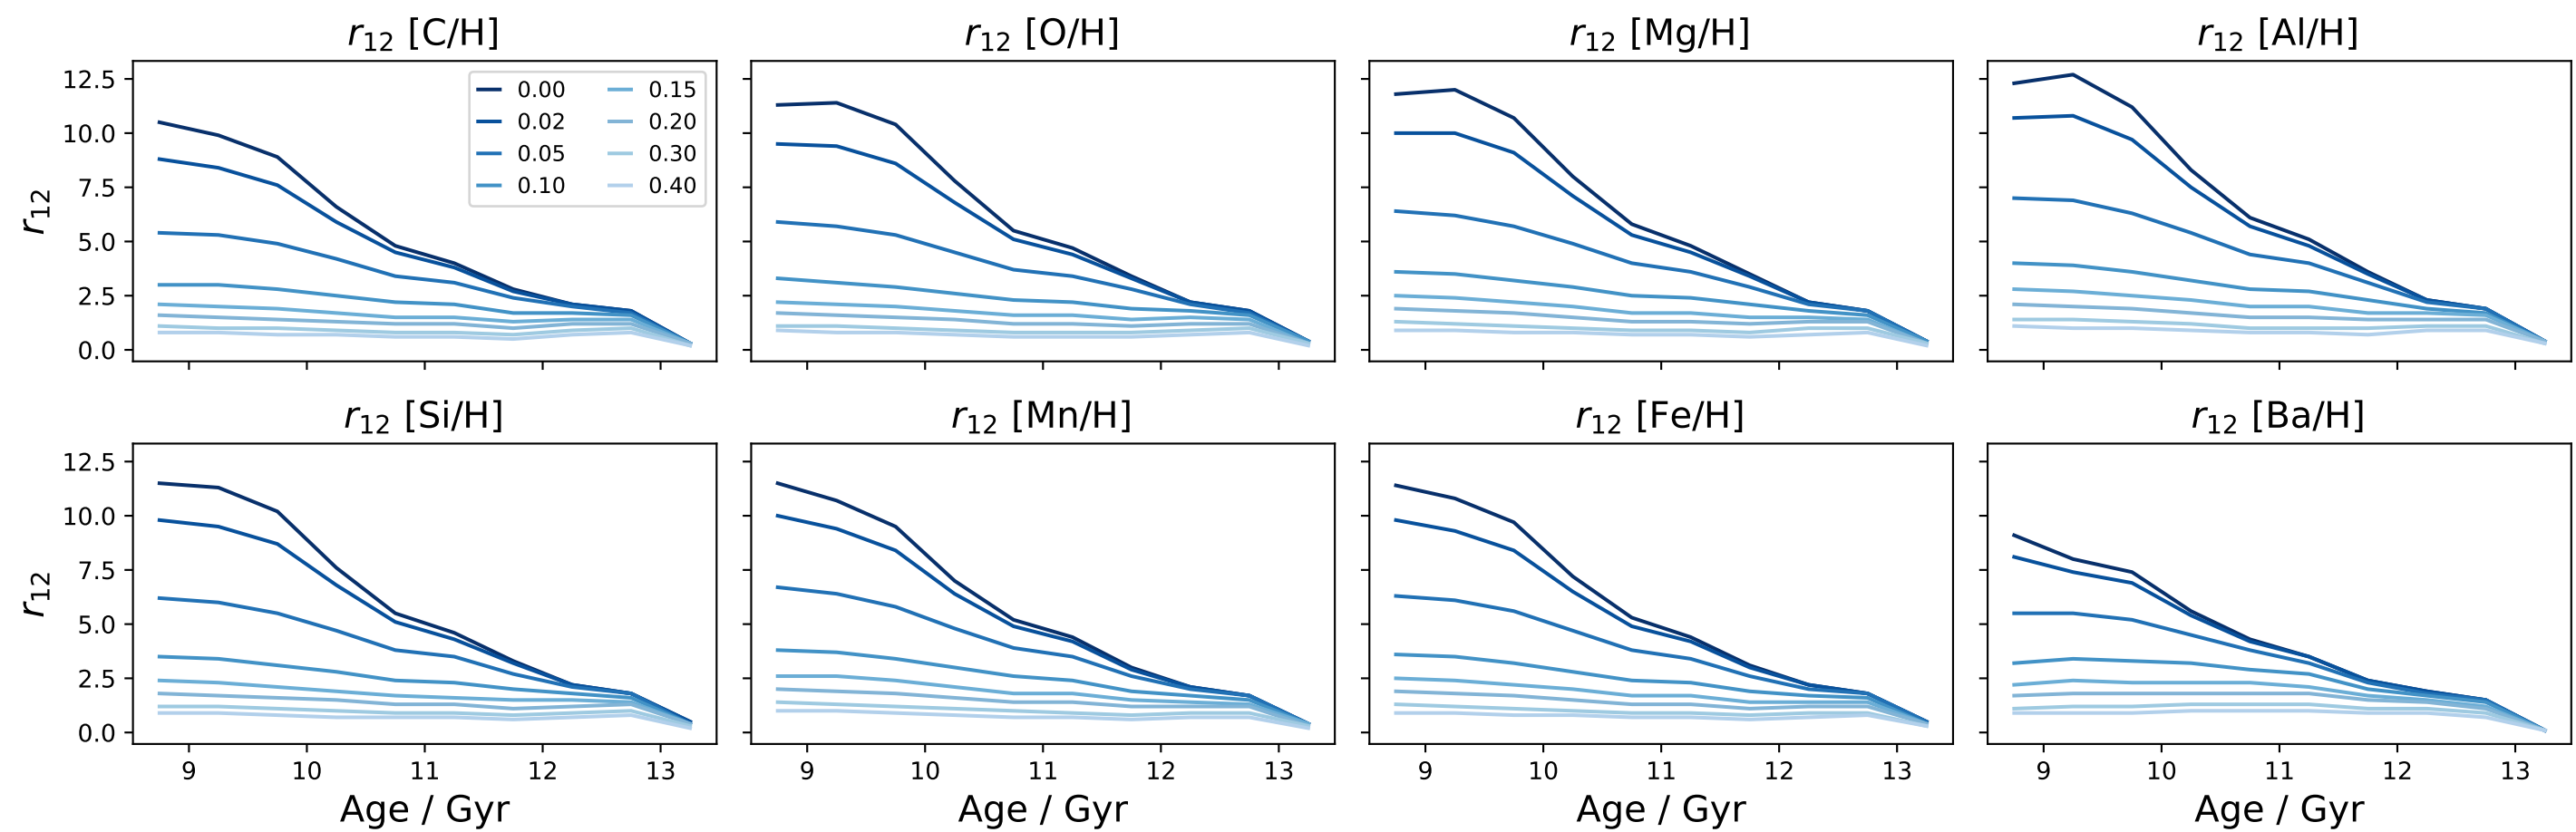 r12 [C/H]
r12 [O/H]
r12 [Mg/H]
r12 [Al/H]
12.5
10.0
7.5
5.0
2.5
0.0
r12
0.00 0.15
0.02 0.20
0.05 0.30
0.10 0.40
r12 [Si/H]
r12 [Mn/H]
r12 [Fe/H]
r12 [Ba/H]
12.5
10.0
7.5
5.0
2.5
0.0
r12
9 10 11 12 13
9 10 11 12 13
9 10 11 12 13
9 10 11 12 13
Age / Gyr
Age / Gyr
Age / Gyr
Age / Gyr